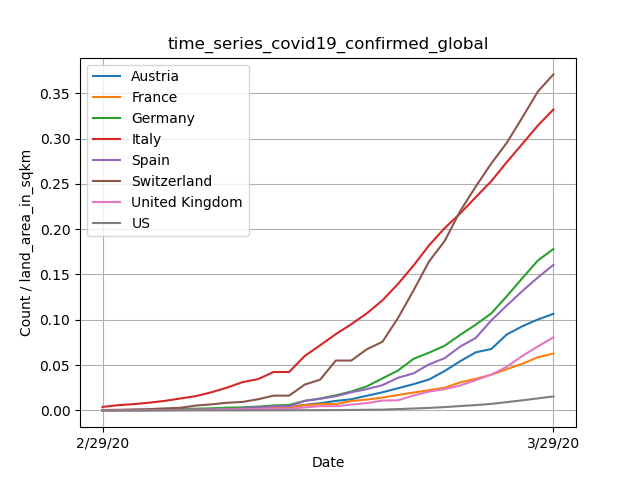 time_series_covid19_confirmed_global
Count / land_area_in_sqkm
0.35
0.30
0.25
0.20
0.15
0.10
0.05
0.00
Austria
France
Germany
Italy
Spain
Switzerland
United Kingdom
US
2/29/20
3/29/20
Date